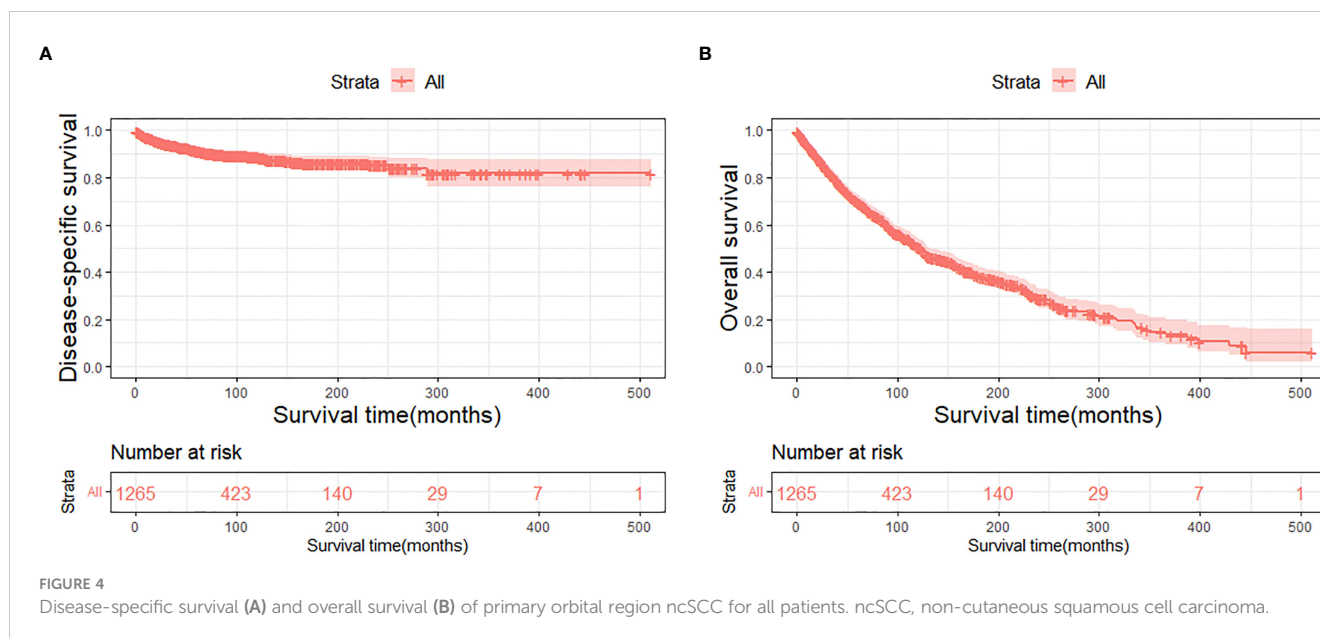 A
Strata All
Disease-specific survival
1.0
0.8
0.6
0.4
0.2
0.0
0 100 200 300 400 500
Survival time(months)
Number at risk
Strata
All 1265 423 140 29 7 1
0 100 200 300 400 500
Survival time(months)
B
Strata All
Overall survival
1.0
0.8
0.6
0.4
0.2
0.0
0 100 200 300 400 500
Survival time(months)
Number at risk
Strata
All 1265 423 140 29 7 1
0 100 200 300 400 500
Survival time(months)
FIGURE 4
Disease-specific survival (A) and overall survival (B) of primary orbital region ncSCC for all patients. ncSCC, non-cutaneous squamous cell carcinoma.